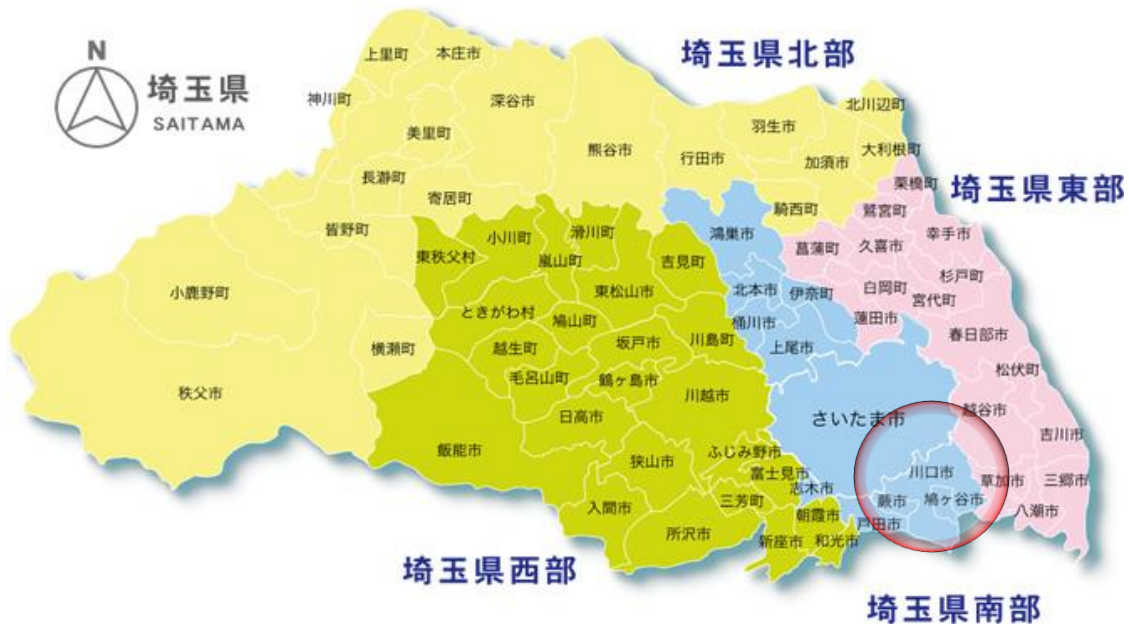 N
埼玉県
SAITAMA
埼玉県北部
上里町
本庄市
神川町
深谷市
美里町
熊谷市
行田市
羽生市
加須市
北川辺町
大利根町
長瀞町
寄居町
騎西町
皆野町
小鹿野町
横瀬町
秩父市
埼玉県東部
栗橋町
鷲宮町
幸手市
菖蒲町
久喜市
杉戸町
白岡町
宮代町
蓮田市
春日部市
松伏町
越谷市
吉川市
草加市
三郷市
八潮市
鴻巣市
北本市
伊奈町
桶川市
上尾市
さいたま市
川口市
蕨市
鳩ヶ谷市
戸田市
埼玉県南部
小川町
滑川町
東秩父村
嵐山町
吉見町
東松山市
ときがわ村
鳩山町
川島町
越生町
坂戸市
毛呂山町
鶴ヶ島市
川越市
日高市
飯能市
狭山市
ふじみ野市
富士見市
志木市
入間市
三芳町
朝霞市
所沢市
新座市
和光市
埼玉県西部